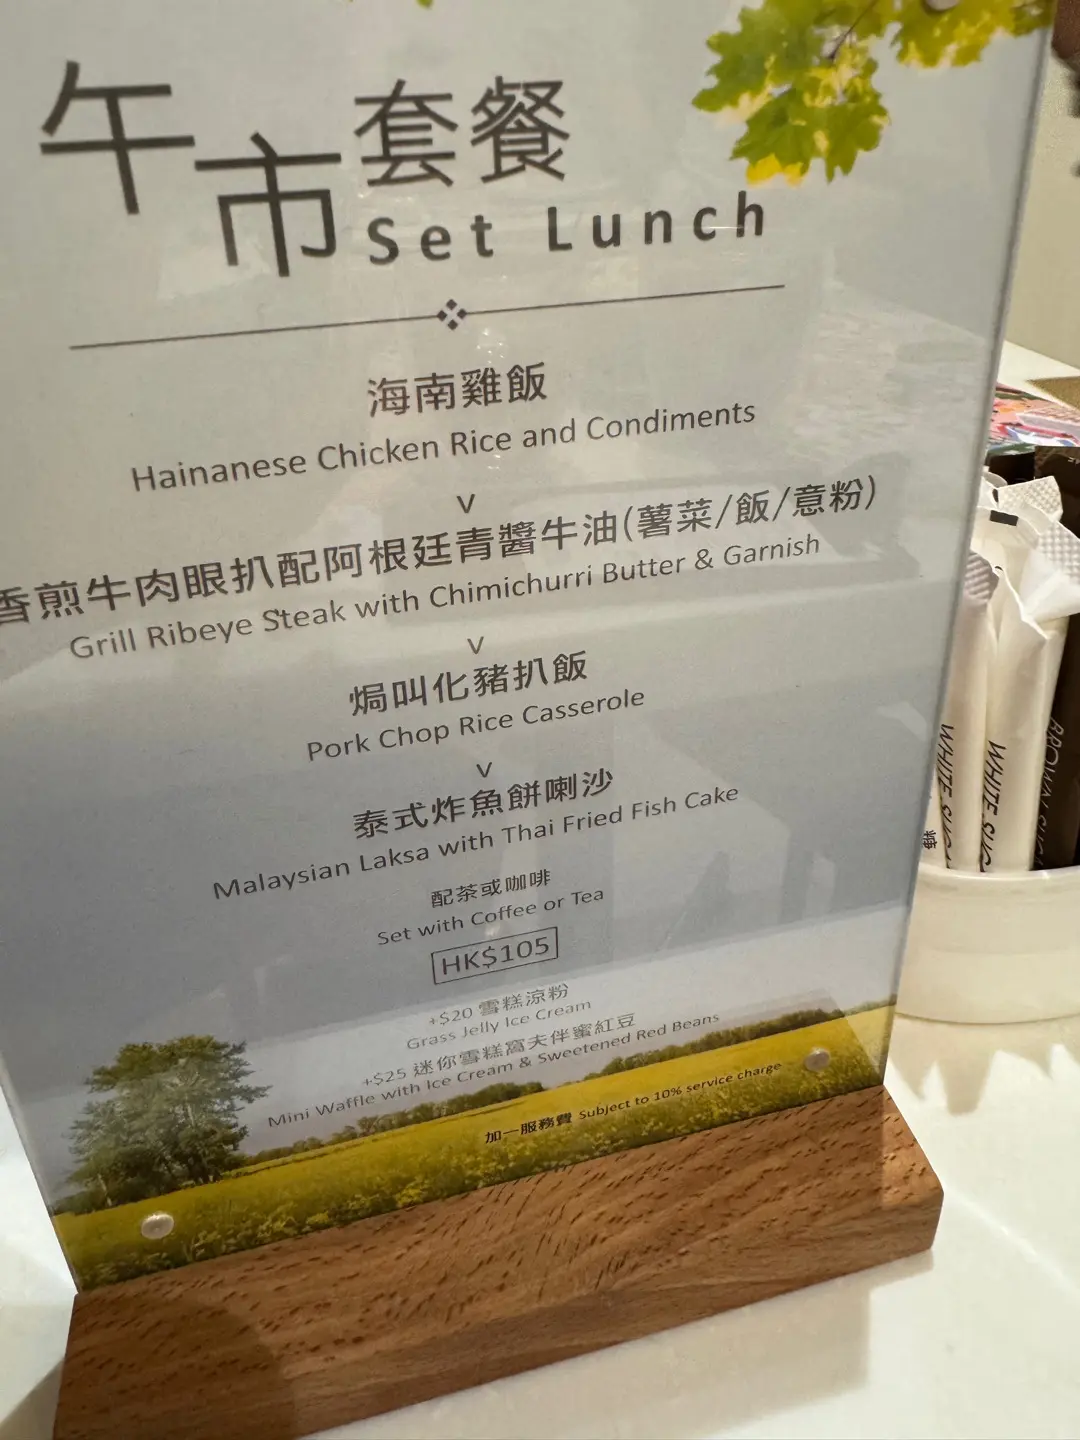 午市套餐
Set Lunch
海南雞飯
Hainanese Chicken Rice and Condiments
v
香煎牛肉眼扒配阿根廷青醬牛油(薯菜/飯/意粉)
Grill Ribeye Steak with Chimichurri Butter & Garnish
v
焗叫化豬扒飯
Pork Chop Rice Casserole
v
泰式炸魚餅喇沙
Malaysian Laksa with Thai Fried Fish Cake
配茶或咖啡
Set with Coffee or Tea
HK$105
+$20 雪糕涼粉
Grass Jelly Ice Cream
+$25 迷你雪糕窩夫伴蜜紅豆
Mini Waffle with Ice Cream & Sweetened Red Beans
加一服務費 Subject to 10% service charge
糖
WHITE
WHITE
BROWN